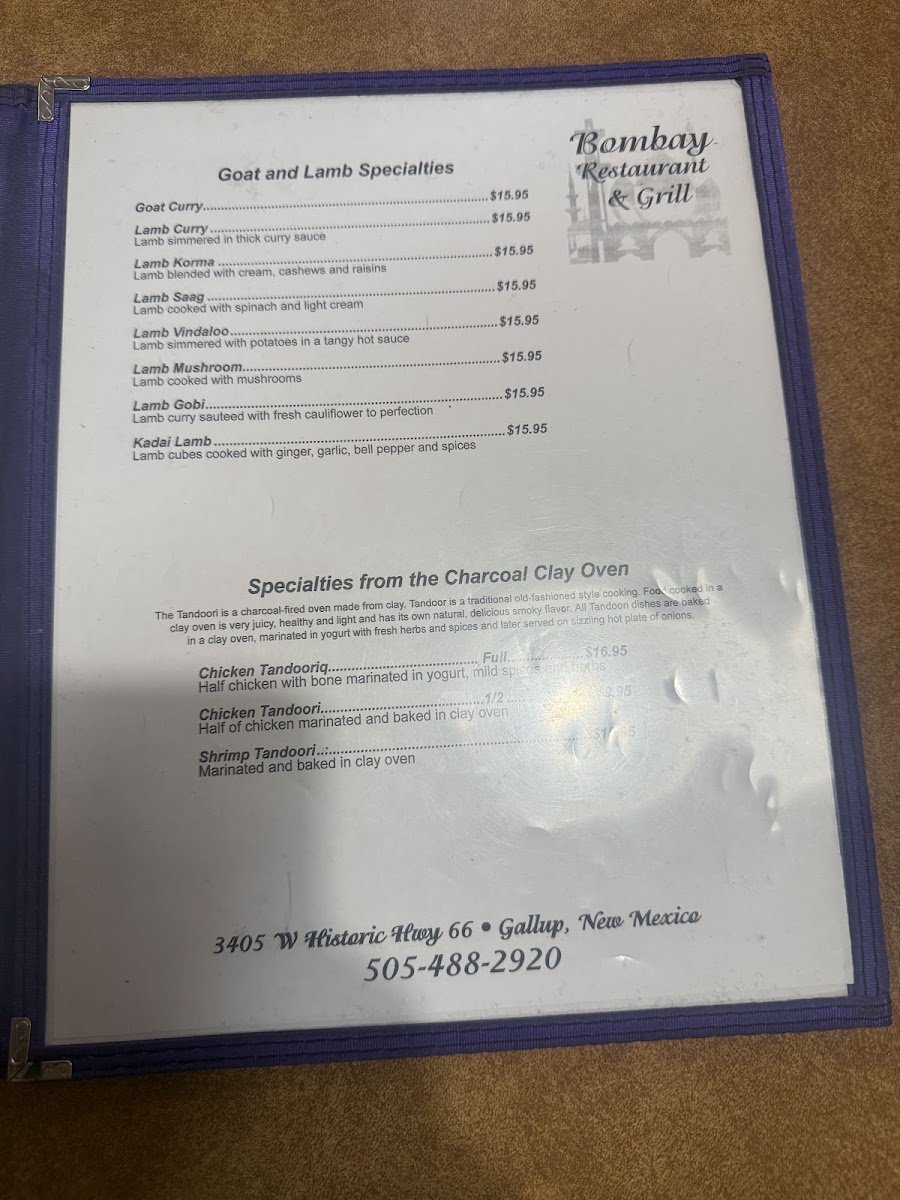 Bombay
Restaurant
& Grill
Goat and Lamb Specialties
Goat Curry..........$15.95
Lamb Curry..........$15.95
Lamb simmered in thick curry sauce
Lamb Korma..........$15.95
Lamb blended with cream, cashews and raisins
Lamb Saag..........$15.95
Lamb cooked with spinach and light cream
Lamb Vindaloo..........$15.95
Lamb simmered with potatoes in a tangy hot sauce
Lamb Mushroom..........$15.95
Lamb cooked with mushrooms
Lamb Gobi..........$15.95
Lamb curry sauteed with fresh cauliflower to perfection
Kadai Lamb..........$15.95
Lamb cubes cooked with ginger, garlic, bell pepper and spices
Specialties from the Charcoal Clay Oven
The Tandoori is a charcoal-fired oven made from clay. Tandoor is a traditional old-fashioned style cooking. Food cooked in a
clay oven is very juicy, healthy and light and has its own natural, delicious smoky flavor. All Tandoori dishes are baked
in a clay oven, marinated in yogurt with fresh herbs and spices and later served on sizzling hot plate of onions.
Chicken Tandooriq..........Full..........$16.95
Half chicken with bone marinated in yogurt, mild spices and herbs
Chicken Tandoori..........1/2..........
Half of chicken marinated and baked in clay oven
Shrimp Tandoori..........
Marinated and baked in clay oven
3405 W Historic Hwy 66 • Gallup, New Mexico
505-488-2920